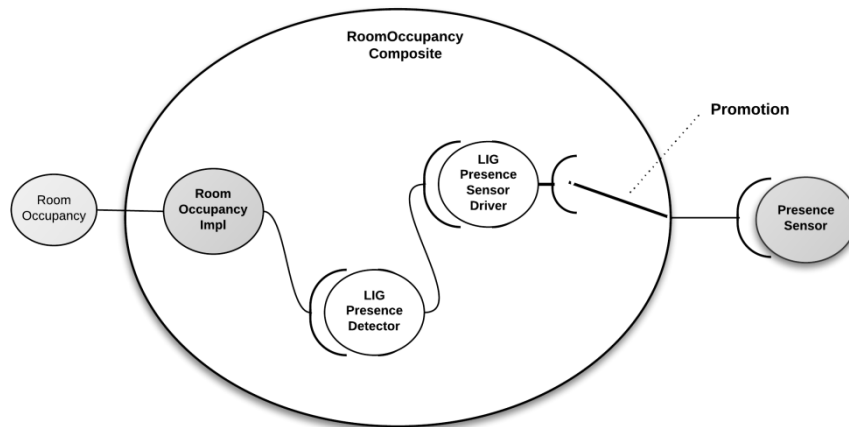 RoomOccupancy
Composite
Promotion
Room
Occupancy
Room
Occupancy
Impl
LIG
Presence
Sensor
Driver
Presence
Sensor
LIG
Presence
Detector